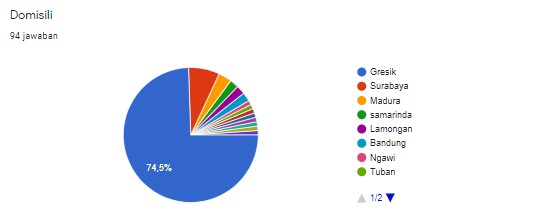 Domisili
94 jawaban
Gresik
Surabaya
Madura
samarinda
Lamongan
Bandung
Ngawi
Tuban
74,5%
1/2